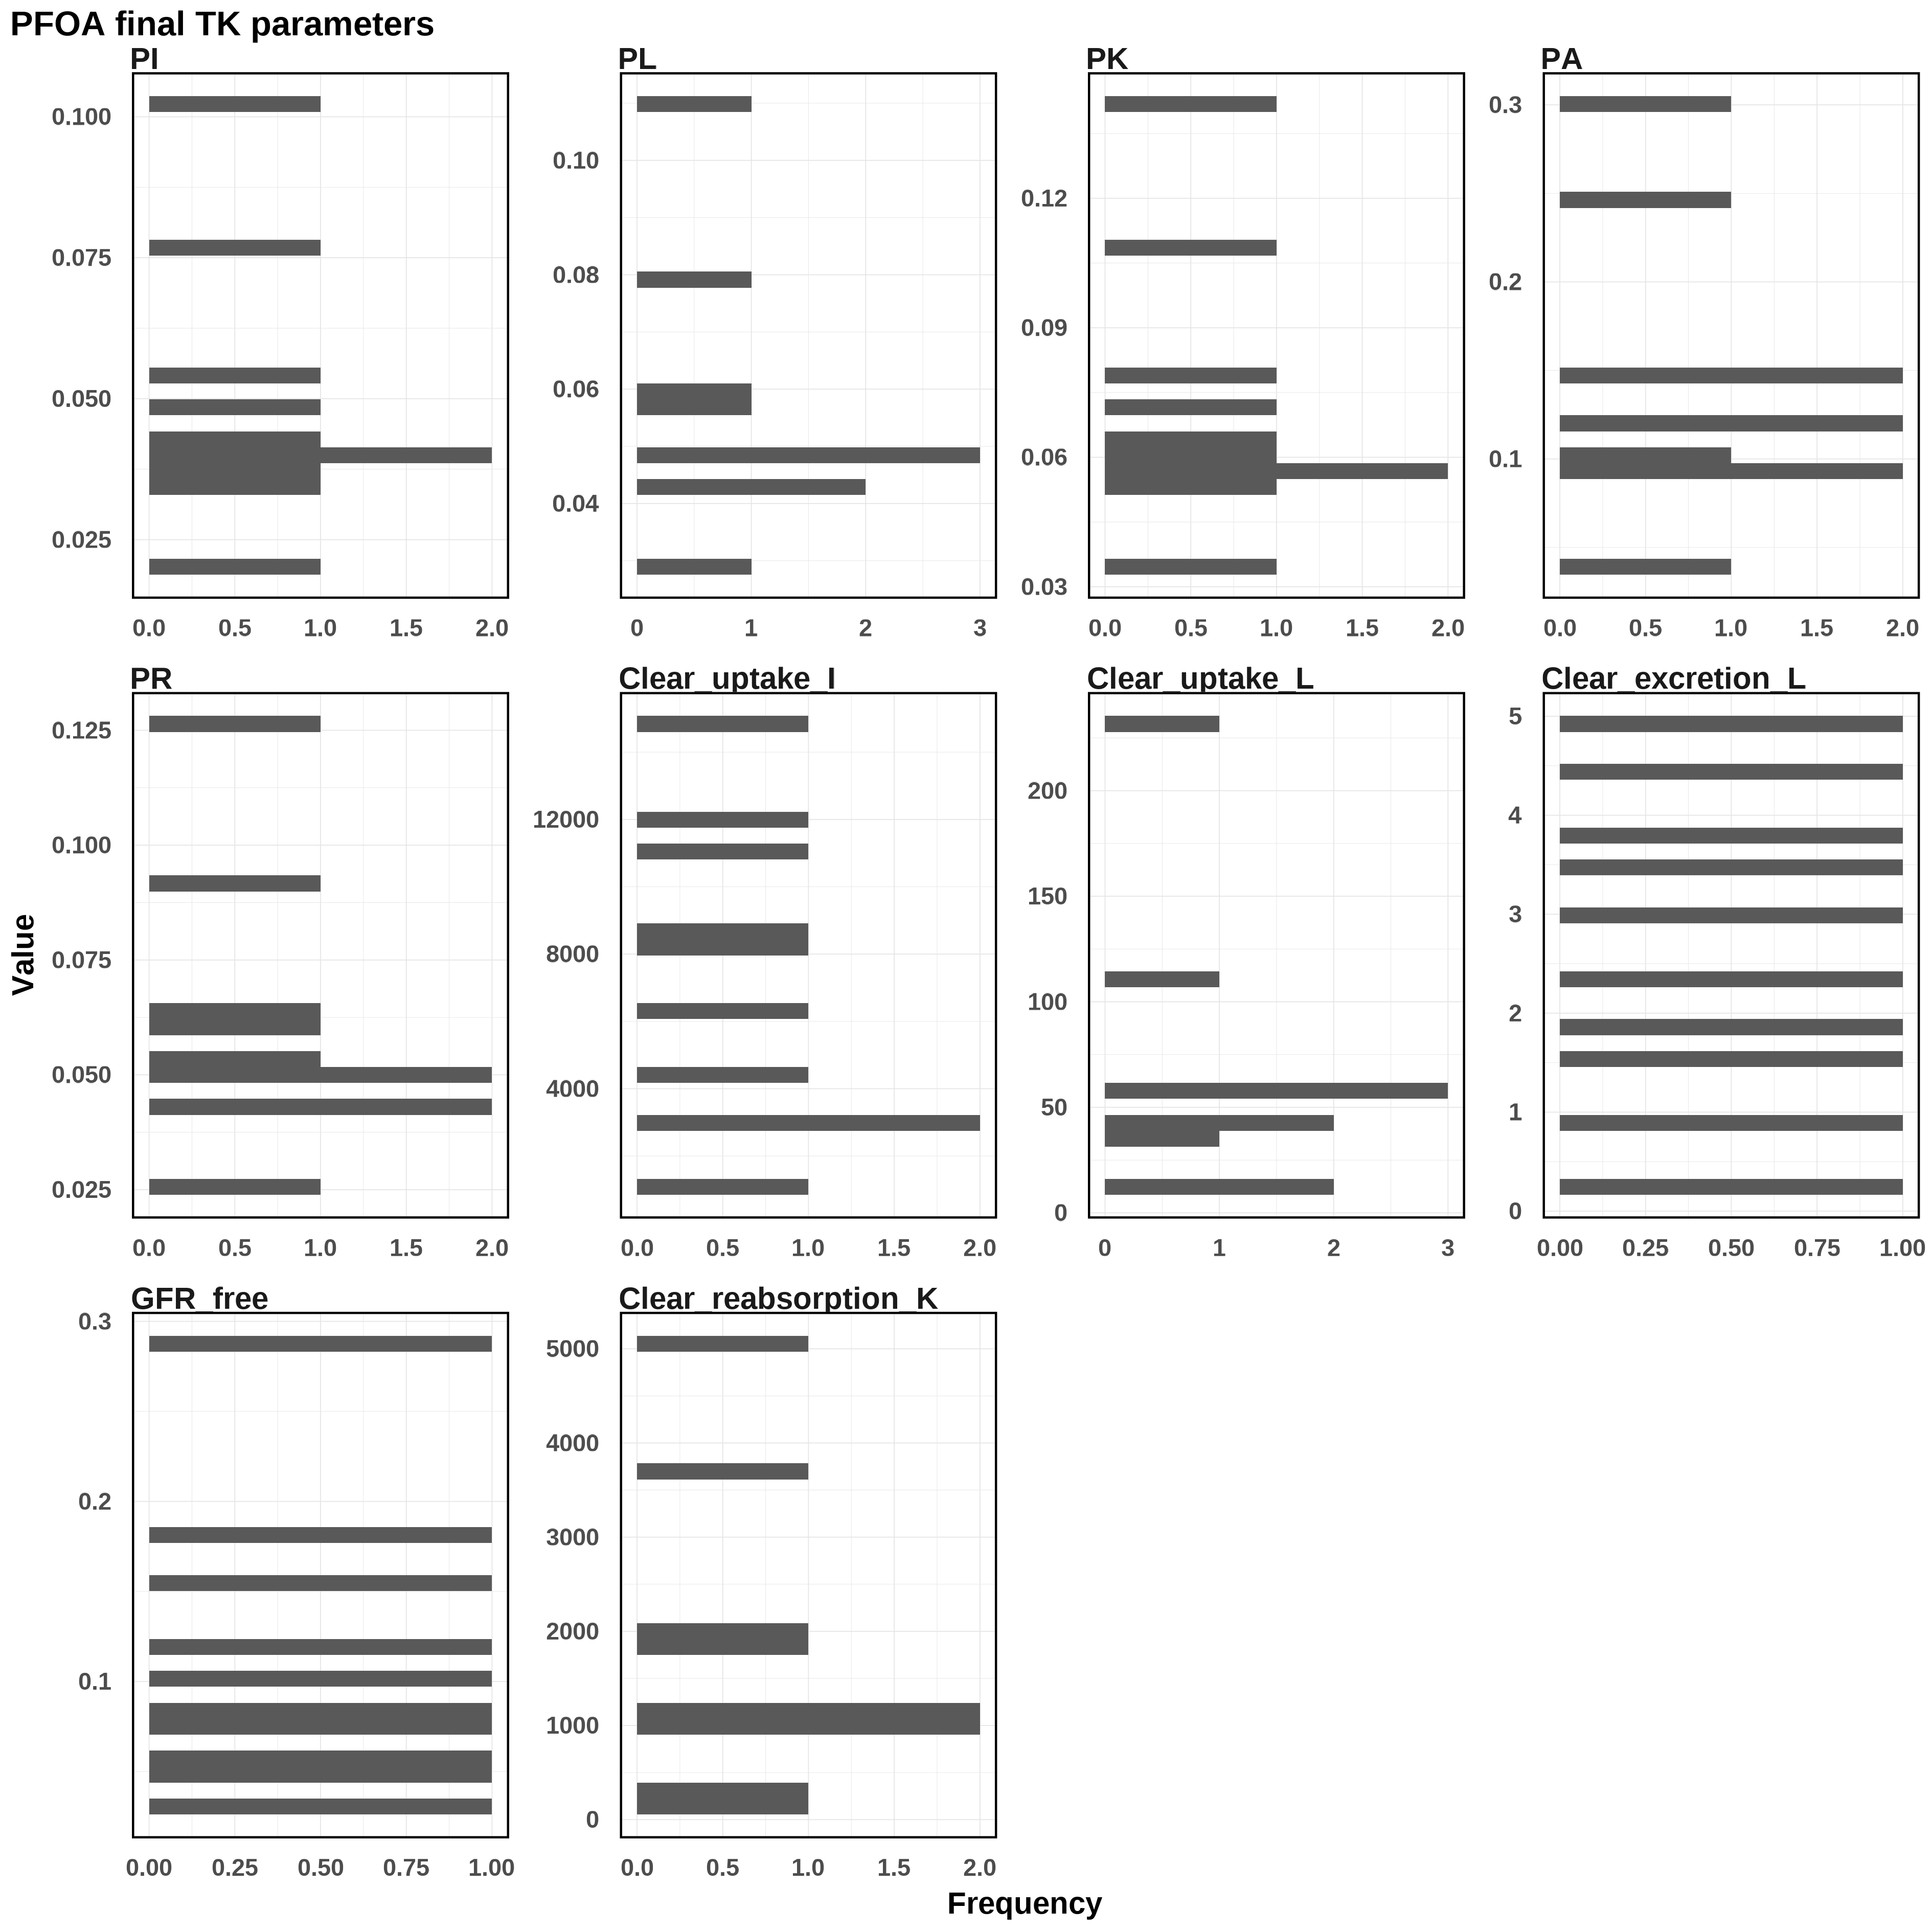 PFOA final TK parameters
PI PL PK PA
0.100
0.075
0.050
0.025
0.10
0.08
0.06
0.04
0.12
0.09
0.06
0.03
0.3
0.2
0.1
0.0 0.5 1.0 1.5 2.0
0 1 2 3
0.0 0.5 1.0 1.5 2.0
0.0 0.5 1.0 1.5 2.0
PR Clear_uptake_I Clear_uptake_L Clear_excretion_L
Value
0.125
0.100
0.075
0.050
0.025
12000
8000
4000
200
150
100
50
0
5
4
3
2
1
0
0.0 0.5 1.0 1.5 2.0
0.0 0.5 1.0 1.5 2.0
0 1 2 3
0.00 0.25 0.50 0.75 1.00
GFR_free Clear_reabsorption_K
0.3
0.2
0.1
5000
4000
3000
2000
1000
0
0.00 0.25 0.50 0.75 1.00
0.0 0.5 1.0 1.5 2.0
Frequency